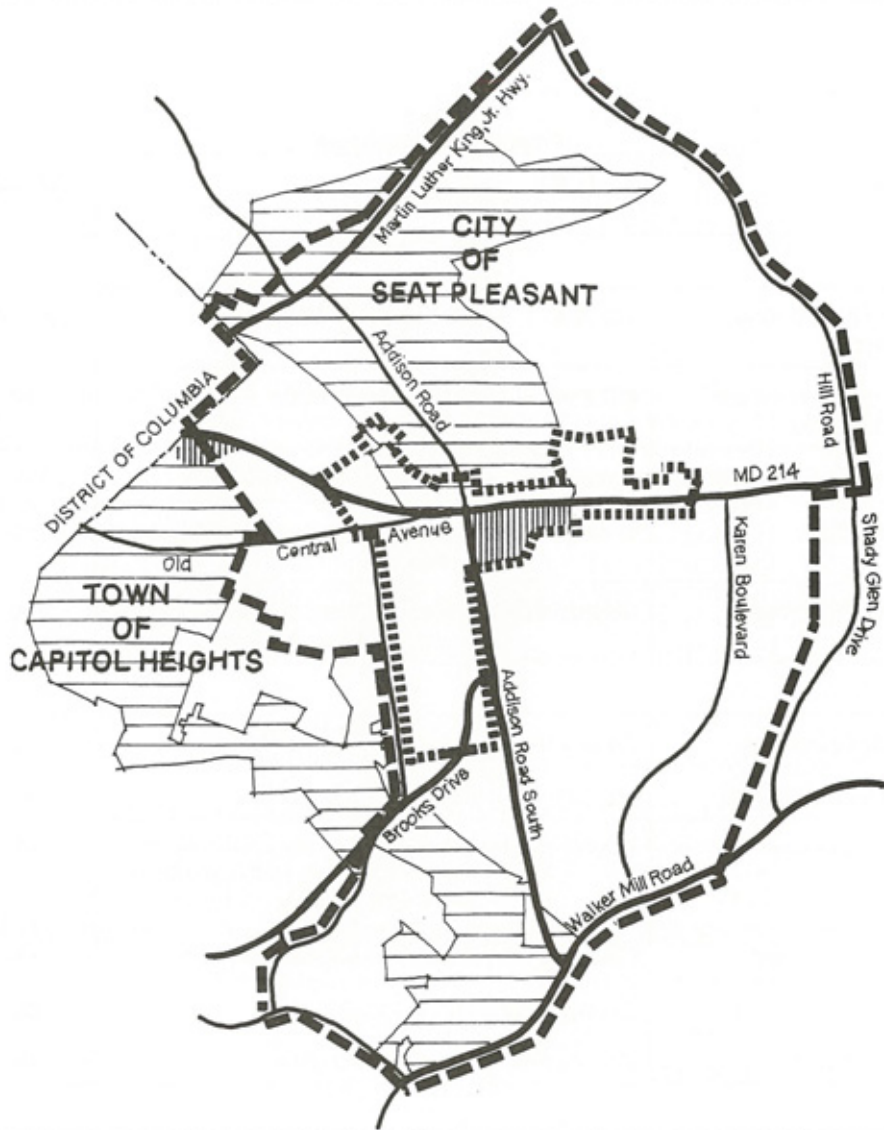 Martin Luther King, Jr. Hwy.
CITY
OF
SEAT PLEASANT
Addison Road
DISTRICT OF COLUMBIA
Hill Road
MD 214
Old Central Avenue
Shady Glen Drive
Karen Boulevard
TOWN
OF
CAPITOL HEIGHTS
Addison Road South
Brooks Drive
Walker Mill Road